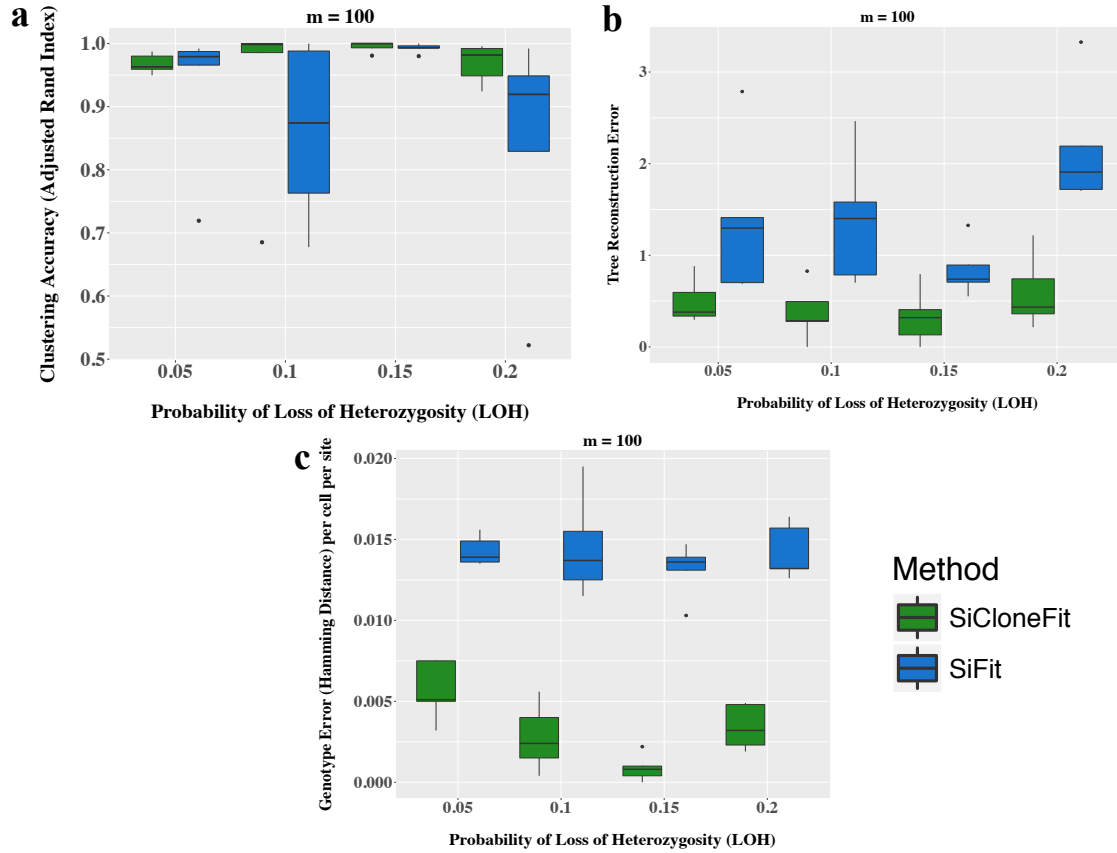 a
m = 100
Clustering Accuracy (Adjusted Rand Index)
1.0
0.9
0.8
0.7
0.6
0.5
0.05
0.1
0.15
0.2
Probability of Loss of Heterozygosity (LOH)
b
m = 100
Tree Reconstruction Error
3
2
1
0
0.05
0.1
0.15
0.2
Probability of Loss of Heterozygosity (LOH)
c
m = 100
Genotype Error (Hamming Distance) per cell per site
0.020
0.015
0.010
0.005
0.000
0.05
0.1
0.15
0.2
Probability of Loss of Heterozygosity (LOH)
Method
SiCloneFit
SiFit